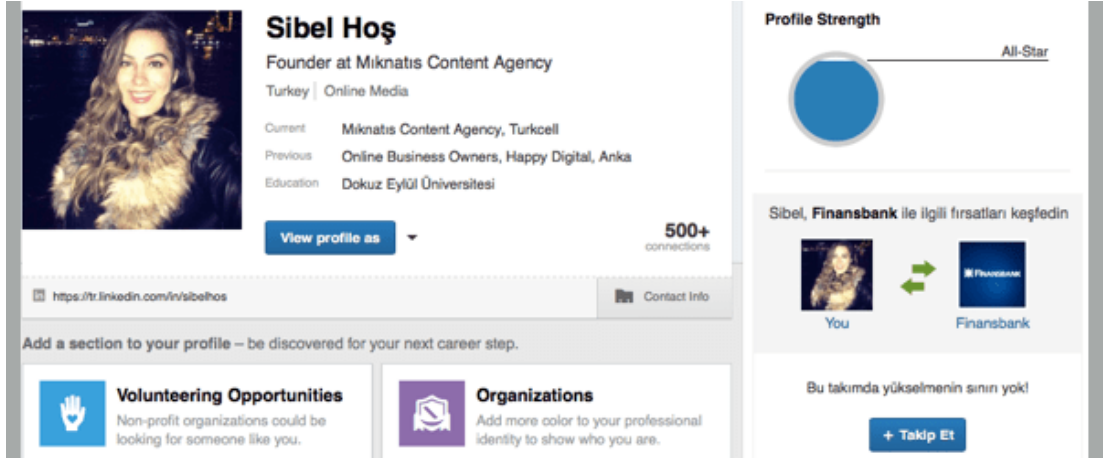 Sibel Hoş
Founder at Mıknatıs Content Agency
Turkey | Online Media
Current Mıknatıs Content Agency, Turkcell
Previous Online Business Owners, Happy Digital, Anka
Education Dokuz Eylül Üniversitesi
View profile as
500+
connections
https://tr.linkedin.com/in/sibelhos
Contact Info
Add a section to your profile – be discovered for your next career step.
Volunteering Opportunities
Non-profit organizations could be
looking for someone like you.
Organizations
Add more color to your professional
identity to show who you are.
Profile Strength
All-Star
Sibel, Finansbank ile ilgili fırsatları keşfedin
FINANSBANK
You
Finansbank
Bu takımda yükselmenin sınırı yok!
+ Takip Et